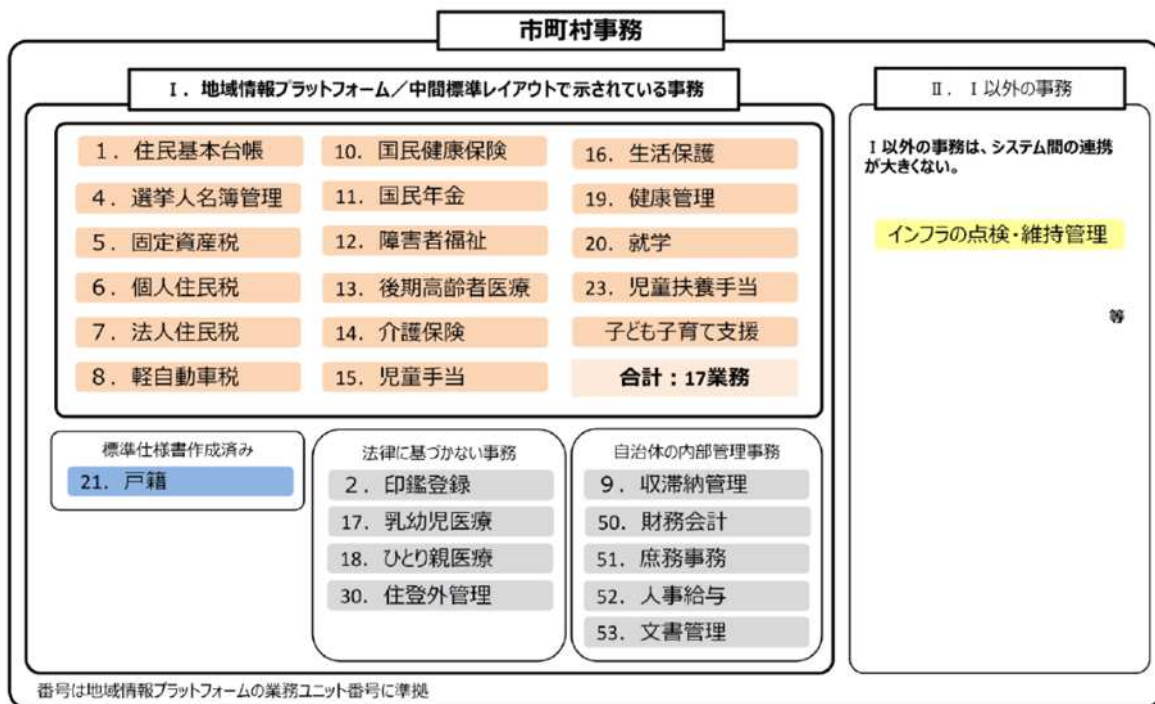 市町村事務
Ⅰ．地域情報プラットフォーム／中間標準レイアウトで示されている事務
１．住民基本台帳
４．選挙人名簿管理
５．固定資産税
６．個人住民税
７．法人住民税
８．軽自動車税
10．国民健康保険
11．国民年金
12．障害者福祉
13．後期高齢者医療
14．介護保険
15．児童手当
16．生活保護
19．健康管理
20．就学
23．児童扶養手当
子ども子育て支援
合計：17業務
標準仕様書作成済み
21．戸籍
法律に基づかない事務
２．印鑑登録
17．乳幼児医療
18．ひとり親医療
30．住登外管理
自治体の内部管理事務
９．収滞納管理
50．財務会計
51．庶務事務
52．人事給与
53．文書管理
Ⅱ．Ⅰ以外の事務
Ⅰ以外の事務は、システム間の連携
が大きくない。
インフラの点検・維持管理
等
番号は地域情報プラットフォームの業務ユニット番号に準拠